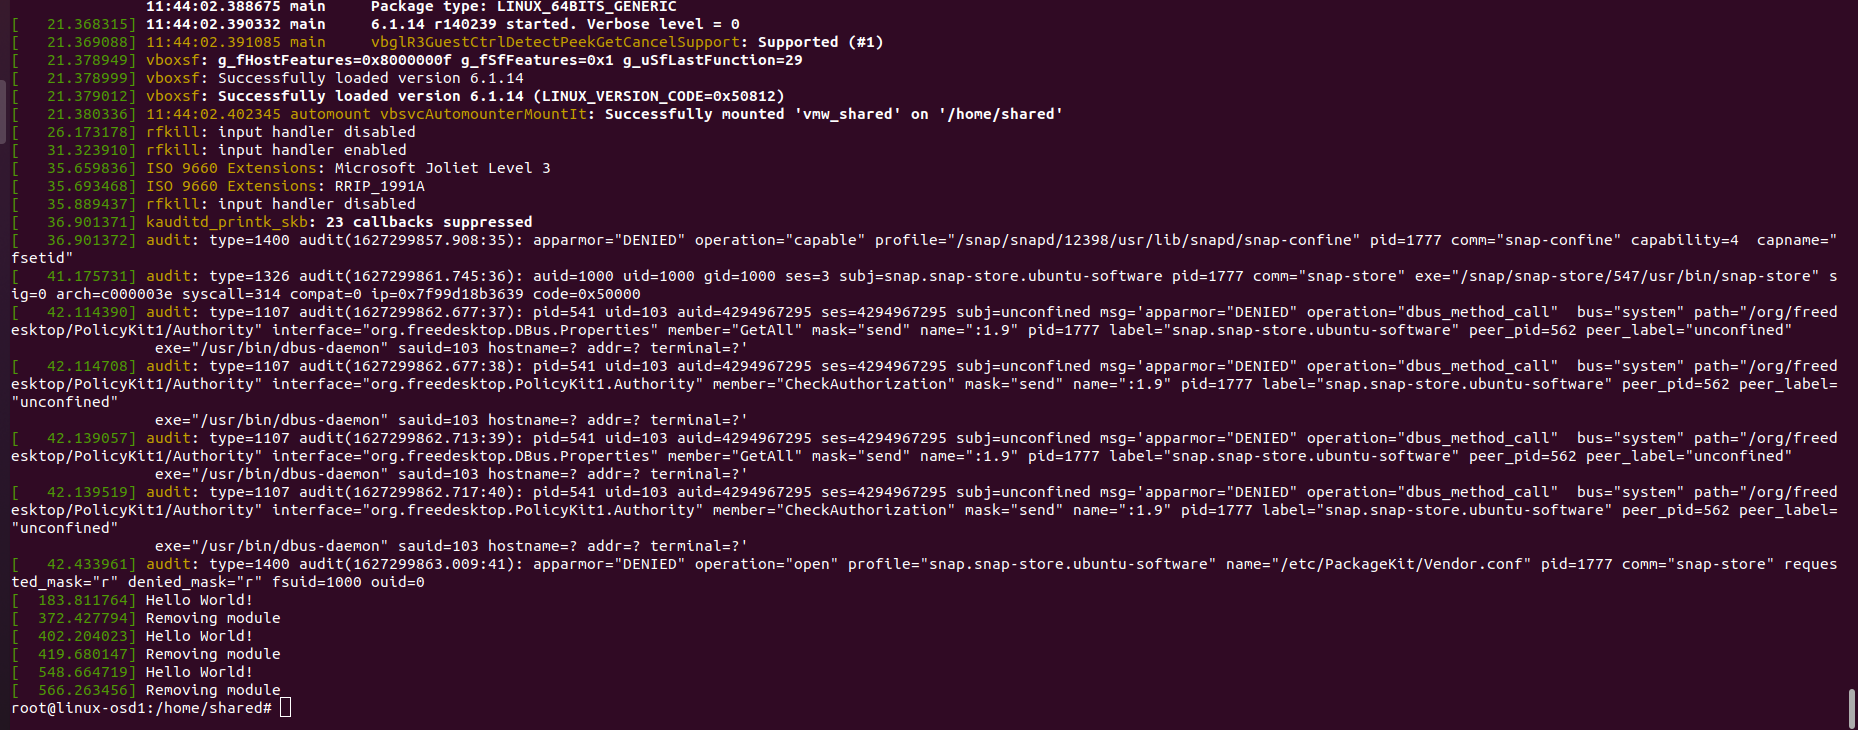 11:44:02.388675 main     Package type: LINUX_64BITS_GENERIC
[   21.368315] 11:44:02.390332 main     6.1.14 r140239 started. Verbose level = 0
[   21.369088] 11:44:02.391085 main     vbglR3GuestCtrlDetectPeekGetCancelSupport: Supported (#1)
[   21.378949] vboxsf: g_fHostFeatures=0x8000000f g_fSfFeatures=0x1 g_uSfLastFunction=29
[   21.378999] vboxsf: Successfully loaded version 6.1.14
[   21.379012] vboxsf: Successfully loaded version 6.1.14 (LINUX_VERSION_CODE=0x50812)
[   21.380336] 11:44:02.402345 automount vbsvcAutomounterMountIt: Successfully mounted 'vmw_shared' on '/home/shared'
[   26.173178] rfkill: input handler disabled
[   31.323910] rfkill: input handler enabled
[   35.659836] ISO 9660 Extensions: Microsoft Joliet Level 3
[   35.693468] ISO 9660 Extensions: RRIP_1991A
[   35.889437] rfkill: input handler disabled
[   36.901371] kauditd_printk_skb: 23 callbacks suppressed
[   36.901372] audit: type=1400 audit(1627299857.908:35): apparmor="DENIED" operation="capable" profile="/snap/snapd/12398/usr/lib/snapd/snap-confine" pid=1777 comm="snap-confine" capability=4  capname="
fsetid"
[   41.175731] audit: type=1326 audit(1627299861.745:36): auid=1000 uid=1000 gid=1000 ses=3 subj=snap.snap-store.ubuntu-software pid=1777 comm="snap-store" exe="/snap/snap-store/547/usr/bin/snap-store" s
ig=0 arch=c000003e syscall=314 compat=0 ip=0x7f99d18b3639 code=0x50000
[   42.114390] audit: type=1107 audit(1627299862.677:37): pid=541 uid=103 auid=4294967295 ses=4294967295 subj=unconfined msg='apparmor="DENIED" operation="dbus_method_call"  bus="system" path="/org/freed
esktop/PolicyKit1/Authority" interface="org.freedesktop.DBus.Properties" member="GetAll" mask="send" name=":1.9" pid=1777 label="snap.snap-store.ubuntu-software" peer_pid=562 peer_label="unconfined"
exe="/usr/bin/dbus-daemon" sauid=103 hostname=? addr=? terminal=?'
[   42.114708] audit: type=1107 audit(1627299862.677:38): pid=541 uid=103 auid=4294967295 ses=4294967295 subj=unconfined msg='apparmor="DENIED" operation="dbus_method_call"  bus="system" path="/org/freed
esktop/PolicyKit1/Authority" interface="org.freedesktop.PolicyKit1.Authority" member="CheckAuthorization" mask="send" name=":1.9" pid=1777 label="snap.snap-store.ubuntu-software" peer_pid=562 peer_label=
"unconfined"
exe="/usr/bin/dbus-daemon" sauid=103 hostname=? addr=? terminal=?'
[   42.139057] audit: type=1107 audit(1627299862.713:39): pid=541 uid=103 auid=4294967295 ses=4294967295 subj=unconfined msg='apparmor="DENIED" operation="dbus_method_call"  bus="system" path="/org/freed
esktop/PolicyKit1/Authority" interface="org.freedesktop.DBus.Properties" member="GetAll" mask="send" name=":1.9" pid=1777 label="snap.snap-store.ubuntu-software" peer_pid=562 peer_label="unconfined"
exe="/usr/bin/dbus-daemon" sauid=103 hostname=? addr=? terminal=?'
[   42.139519] audit: type=1107 audit(1627299862.717:40): pid=541 uid=103 auid=4294967295 ses=4294967295 subj=unconfined msg='apparmor="DENIED" operation="dbus_method_call"  bus="system" path="/org/freed
esktop/PolicyKit1/Authority" interface="org.freedesktop.PolicyKit1.Authority" member="CheckAuthorization" mask="send" name=":1.9" pid=1777 label="snap.snap-store.ubuntu-software" peer_pid=562 peer_label=
"unconfined"
exe="/usr/bin/dbus-daemon" sauid=103 hostname=? addr=? terminal=?'
[   42.433961] audit: type=1400 audit(1627299863.009:41): apparmor="DENIED" operation="open" profile="snap.snap-store.ubuntu-software" name="/etc/PackageKit/Vendor.conf" pid=1777 comm="snap-store" reques
ted_mask="r" denied_mask="r" fsuid=1000 ouid=0
[  183.811764] Hello World!
[  372.427794] Removing module
[  402.204023] Hello World!
[  419.680147] Removing module
[  548.664719] Hello World!
[  566.263456] Removing module
root@linux-osd1:/home/shared#